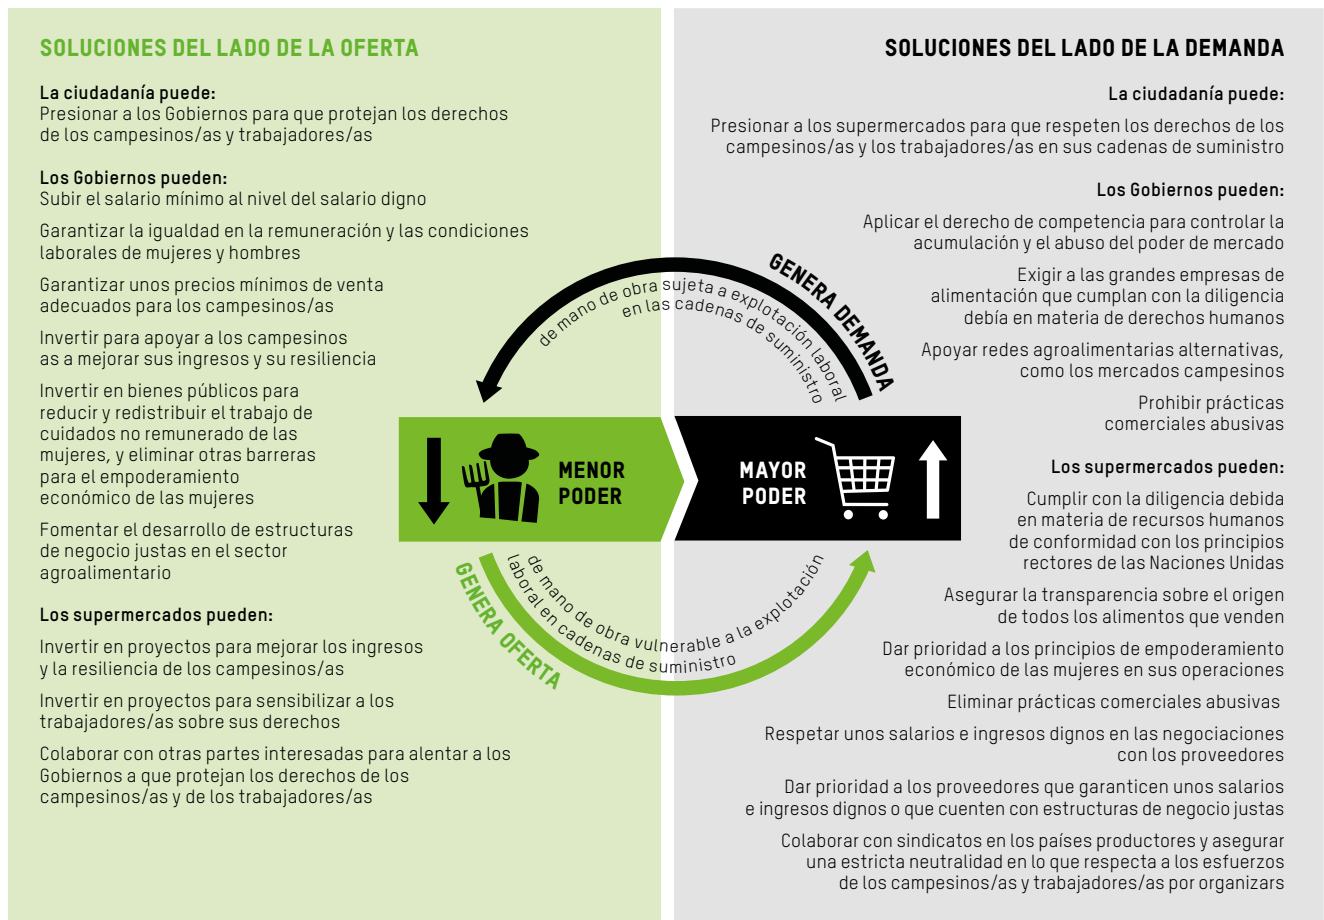 SOLUCIONES DEL LADO DE LA OFERTA
La ciudadanía puede:
Presionar a los Gobiernos para que protejan los derechos
de los campesinos/as y trabajadores/as
Los Gobiernos pueden:
Subir el salario mínimo al nivel del salario digno
Garantizar la igualdad en la remuneración y las condiciones
laborales de mujeres y hombres
Garantizar unos precios mínimos de venta
adecuados para los campesinos/as
Invertir para apoyar a los campesinos
as a mejorar sus ingresos y su resiliencia
Invertir en bienes públicos para
reducir y redistribuir el trabajo de
cuidados no remunerado de las
mujeres, y eliminar otras barreras
para el empoderamiento
económico de las mujeres
Fomentar el desarrollo de estructuras
de negocio justas en el sector
agroalimentario
Los supermercados pueden:
Invertir en proyectos para mejorar los ingresos
y la resiliencia de los campesinos/as
Invertir en proyectos para sensibilizar a los
trabajadores/as sobre sus derechos
Colaborar con otras partes interesadas para alentar a los
Gobiernos a que protejan los derechos de los
campesinos/as y de los trabajadores/as
GENERA DEMANDA
de mano de obra sujeta a explotación laboral
en las cadenas de suministro
MENOR
PODER
MAYOR
PODER
GENERA OFERTA
de mano de obra vulnerable a la explotación
laboral en cadenas de suministro
SOLUCIONES DEL LADO DE LA DEMANDA
La ciudadanía puede:
Presionar a los supermercados para que respeten los derechos de los
campesinos/as y los trabajadores/as en sus cadenas de suministro
Los Gobiernos pueden:
Aplicar el derecho de competencia para controlar la
acumulación y el abuso del poder de mercado
Exigir a las grandes empresas de
alimentación que cumplan con la diligencia
debía en materia de derechos humanos
Apoyar redes agroalimentarias alternativas,
como los mercados campesinos
Prohibir prácticas
comerciales abusivas
Los supermercados pueden:
Cumplir con la diligencia debida
en materia de recursos humanos
de conformidad con los principios
rectores de las Naciones Unidas
Asegurar la transparencia sobre el origen
de todos los alimentos que venden
Dar prioridad a los principios de empoderamiento
económico de las mujeres en sus operaciones
Eliminar prácticas comerciales abusivas
Respetar unos salarios e ingresos dignos en las negociaciones
con los proveedores
Dar prioridad a los proveedores que garanticen unos salarios
e ingresos dignos o que cuenten con estructuras de negocio justas
Colaborar con sindicatos en los países productores y asegurar
una estricta neutralidad en lo que respecta a los esfuerzos
de los campesinos/as y trabajadores/as por organizars